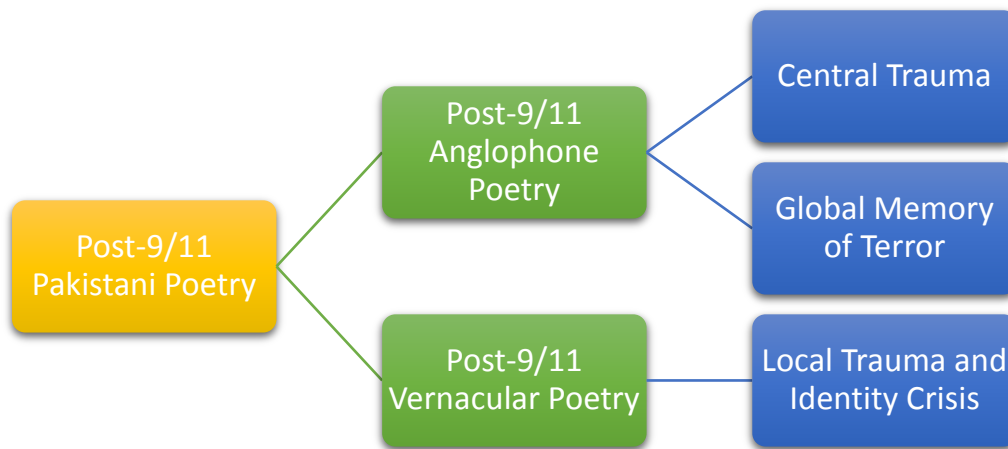 Post-9/11
Pakistani Poetry
Post-9/11
Anglophone
Poetry
Central Trauma
Global Memory
of Terror
Post-9/11
Vernacular Poetry
Local Trauma and
Identity Crisis